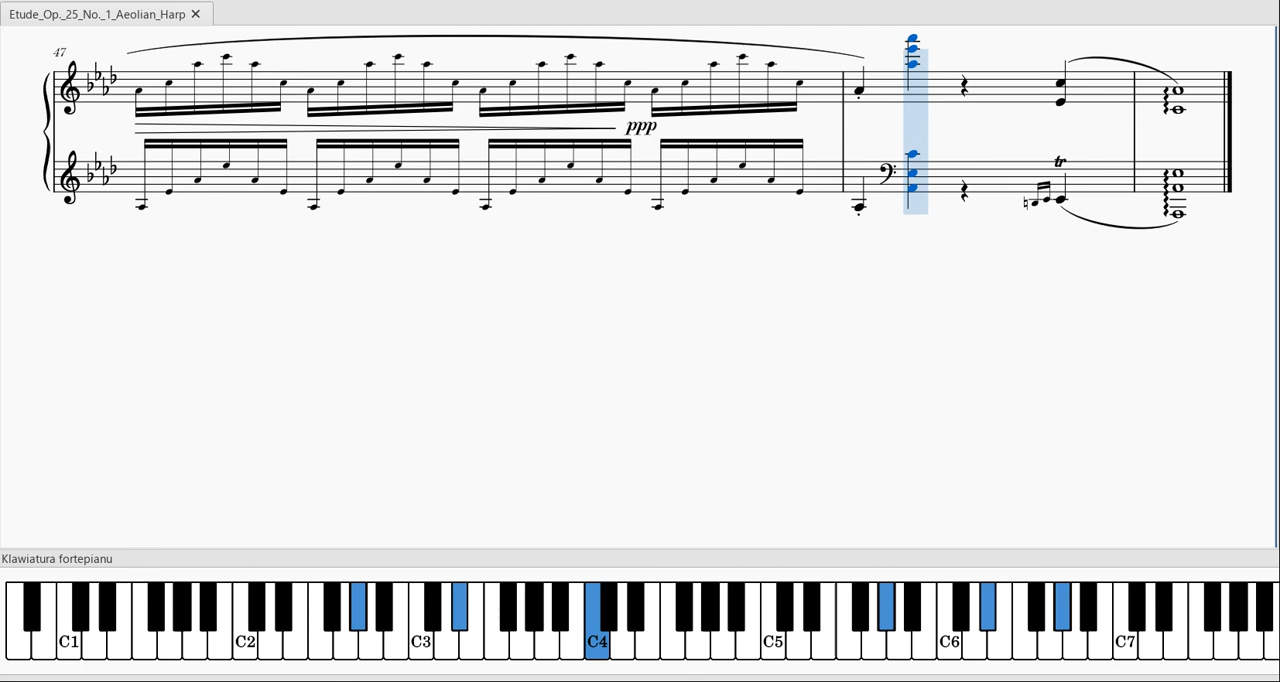 Etude_Op._25_No._1_Aeolian_Harp ✕
47
ppp
tr
Klawiatura fortepianu
C1 C2 C3 C4 C5 C6 C7